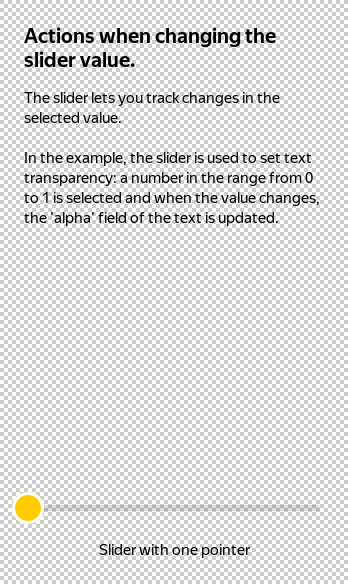 Actions when changing the
slider value.
The slider lets you track changes in the
selected value.
In the example, the slider is used to set text
transparency: a number in the range from 0
to 1 is selected and when the value changes,
the 'alpha' field of the text is updated.
Slider with one pointer